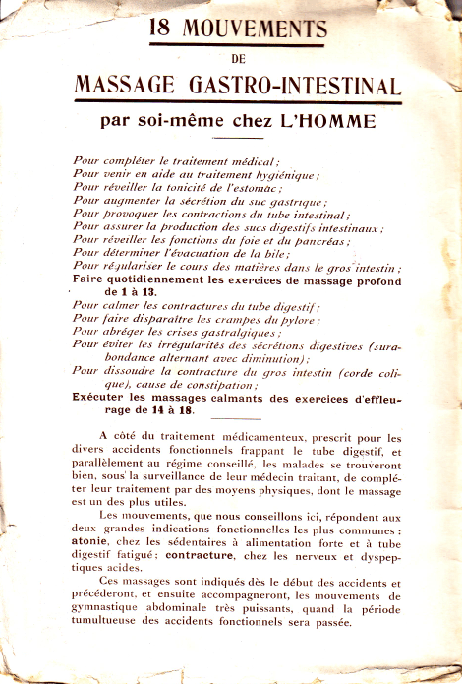 18 MOUVEMENTS
DE
MASSAGE GASTRO-INTESTINAL
par soi-même chez L'HOMME
Pour compléter le traitement médical ;
Pour venir en aide au traitement hygiénique ;
Pour réveiller la tonicité de l'estomac ;
Pour augmenter la sécrétion du suc gastrique ;
Pour provoquer les contractions du tube intestinal ;
Pour assurer la production des sucs digestifs intestinaux ;
Pour réveiller les fonctions du foie et du pancréas ;
Pour déterminer l'évacuation de la bile ;
Pour régulariser le cours des matières dans le gros intestin ;
Faire quotidiennement les exercices de massage profond
de 1 à 13.
Pour calmer les contractures du tube digestif ;
Pour faire disparaître les crampes du pylore ;
Pour abréger les crises gastralgiques ;
Pour éviter les irrégularités des sécrétions digestives (sura-
bondance alternant avec diminution) ;
Pour dissoudre la contracture du gros intestin (corde coli-
que), cause de constipation ;
Exécuter les massages calmants des exercices d'effleu-
rage de 14 à 18.
A côté du traitement médicamenteux, prescrit pour les
divers accidents fonctionnels frappant le tube digestif, et
parallèlement au régime conseillé, les malades se trouveront
bien, sous la surveillance de leur médecin traitant, de complé-
ter leur traitement par des moyens physiques, dont le massage
est un des plus utiles.
Les mouvements, que nous conseillons ici, répondent aux
deux grandes indications fonctionnelles les plus communes :
atonie, chez les sédentaires à alimentation forte et à tube
digestif fatigué ; contracture, chez les nerveux et dyspep-
tiques acides.
Ces massages sont indiqués dès le début des accidents et
précéderont, et ensuite accompagneront, les mouvements de
gymnastique abdominale très puissants, quand la période
tumultueuse des accidents fonctionnels sera passée.